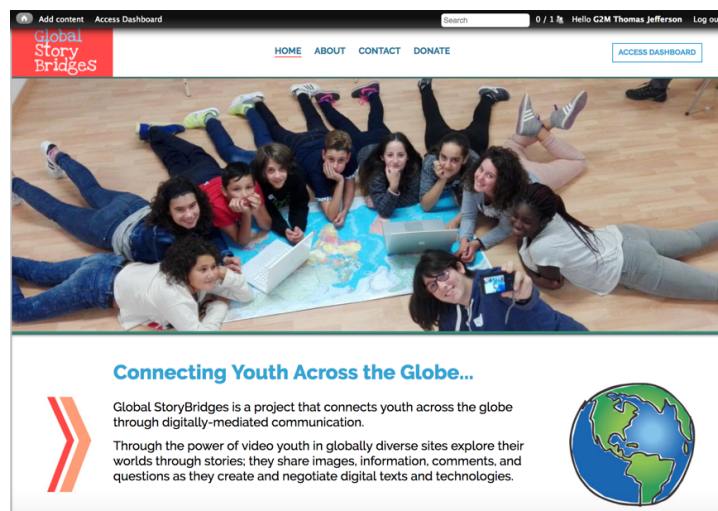 Add content Access Dashboard Search 0 / 1 Hello G2M Thomas Jefferson Log ou
Global
Story
Bridges
HOME ABOUT CONTACT DONATE ACCESS DASHBOARD
Connecting Youth Across the Globe...
Global StoryBridges is a project that connects youth across the globe
through digitally-mediated communication.
Through the power of video youth in globally diverse sites explore their
worlds through stories; they share images, information, comments, and
questions as they create and negotiate digital texts and technologies.